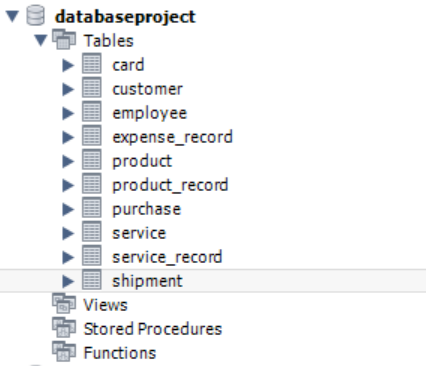 databaseproject
Tables
card
customer
employee
expense_record
product
product_record
purchase
service
service_record
shipment
Views
Stored Procedures
Functions